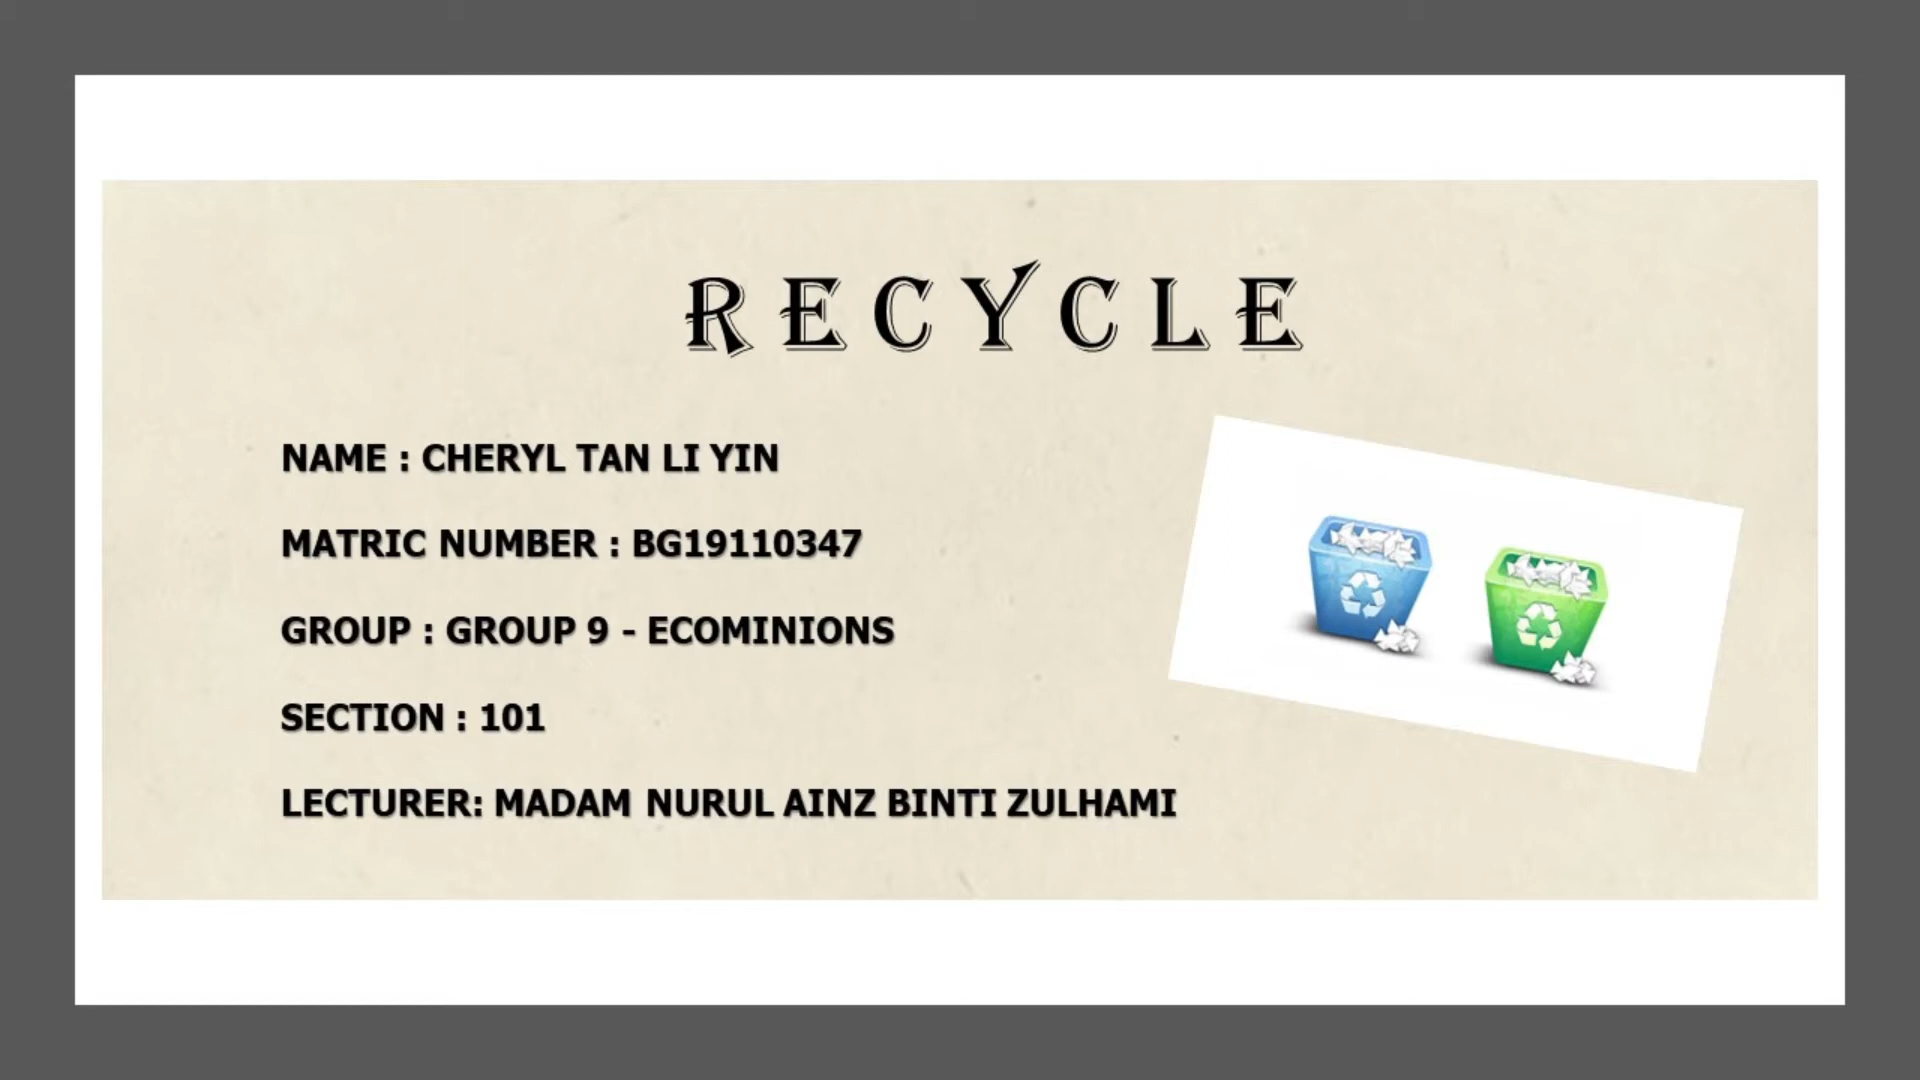 RECYCLE
NAME : CHERYL TAN LI YIN
MATRIC NUMBER : BG19110347
GROUP : GROUP 9 - ECOMINIONS
SECTION : 101
LECTURER: MADAM NURUL AINZ BINTI ZULHAMI